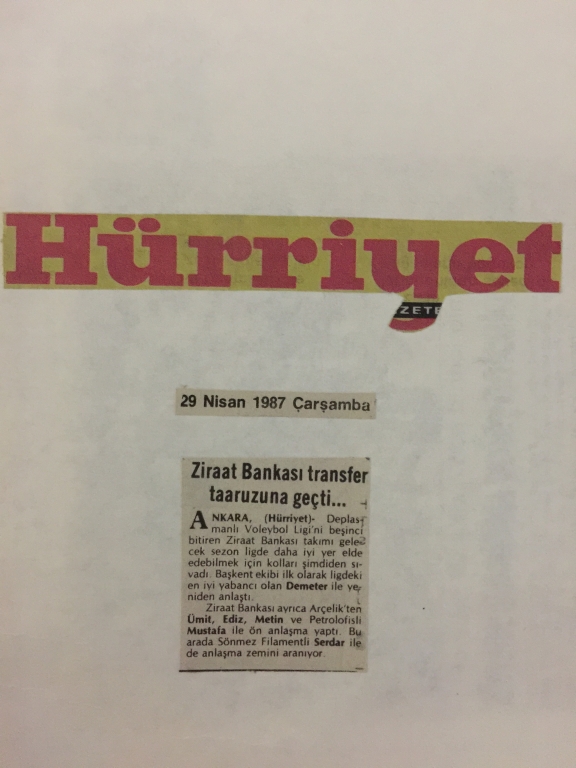 Hürriyet
ZETE
29 Nisan 1987 Çarşamba
Ziraat Bankası transfer
taaruzuna geçti...
ANKARA, (Hürriyet)- Deplas-
manlı Voleybol Ligi'ni beşinci
bitiren Ziraat Bankası takımı gele-
cek sezon ligde daha iyi yer elde
edebilmek için kolları şimdiden sı-
vadı. Başkent ekibi ilk olarak ligdeki
en iyi yabancı olan Demeter ile ye-
niden anlaştı.
Ziraat Bankası ayrıca Arçelik'ten
Ümit, Ediz, Metin ve Petrolofisli
Mustafa ile ön anlaşma yaptı. Bu
arada Sönmez Filamentli Serdar ile
de anlaşma zemini aranıyor.